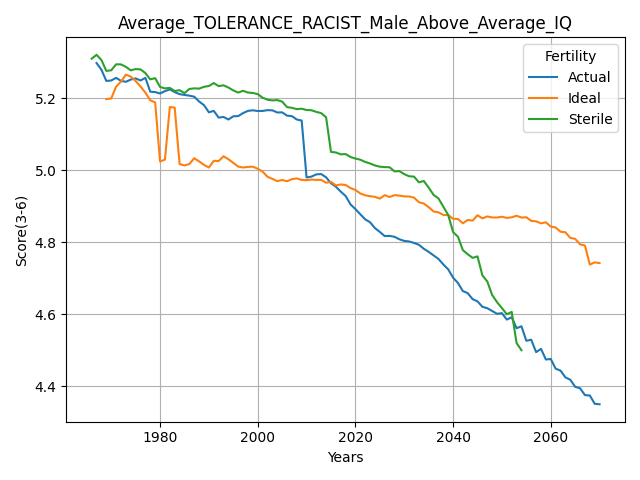 Average_TOLERANCE_RACIST_Male_Above_Average_IQ
Fertility
Actual
Ideal
Sterile
Score(3-6)
5.2
5.0
4.8
4.6
4.4
1980
2000
2020
2040
2060
Years